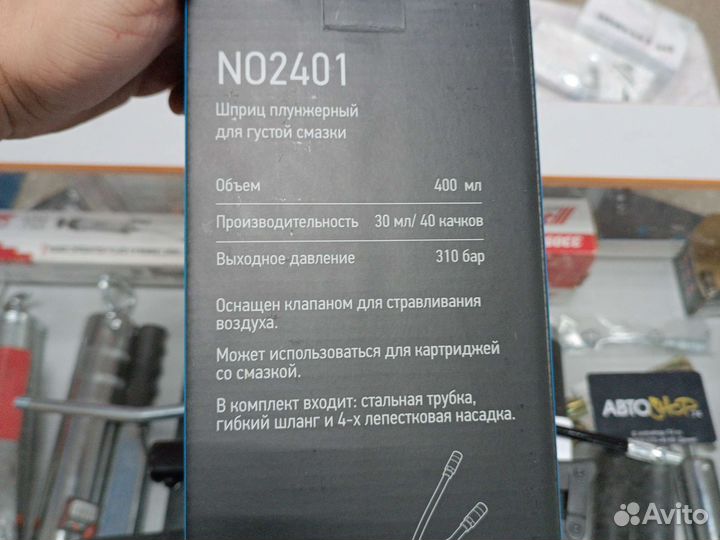 NO2401
Шприц плунжерный
для густой смазки
Объем 400 мл
Производительность 30 мл/ 40 качков
Выходное давление 310 бар
Оснащен клапаном для стравливания
воздуха.
Может использоваться для картриджей
со смазкой.
В комплект входит: стальная трубка,
гибкий шланг и 4-х лепестковая насадка.
АВТОSHOP
Avito